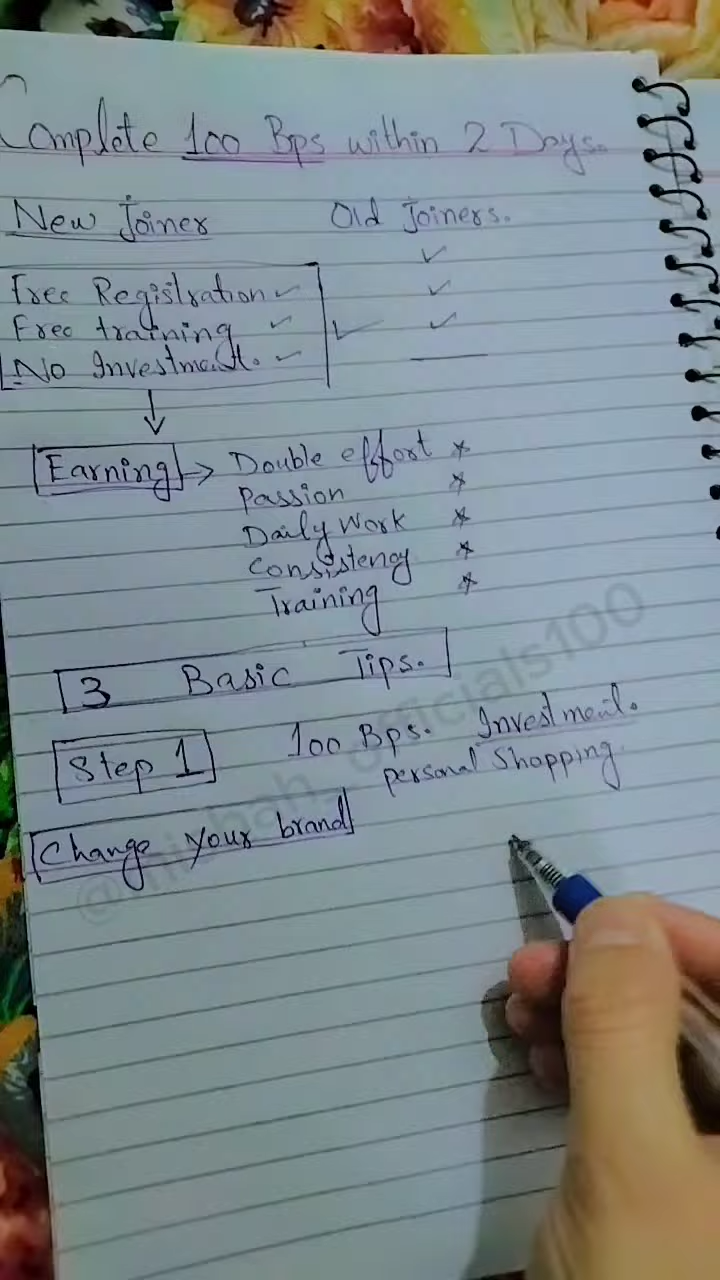 Complete 100 Bps within 2 Days.
New Joiner Old Joiners.
Free Registration
Free training
No Investment.
Earning → Double effort *
Passion *
Daily Work *
Consistency *
Training *
3 Basic Tips.
Step 1 100 Bps. Investment.
personal Shopping.
Change your brand
@misbah_officials100